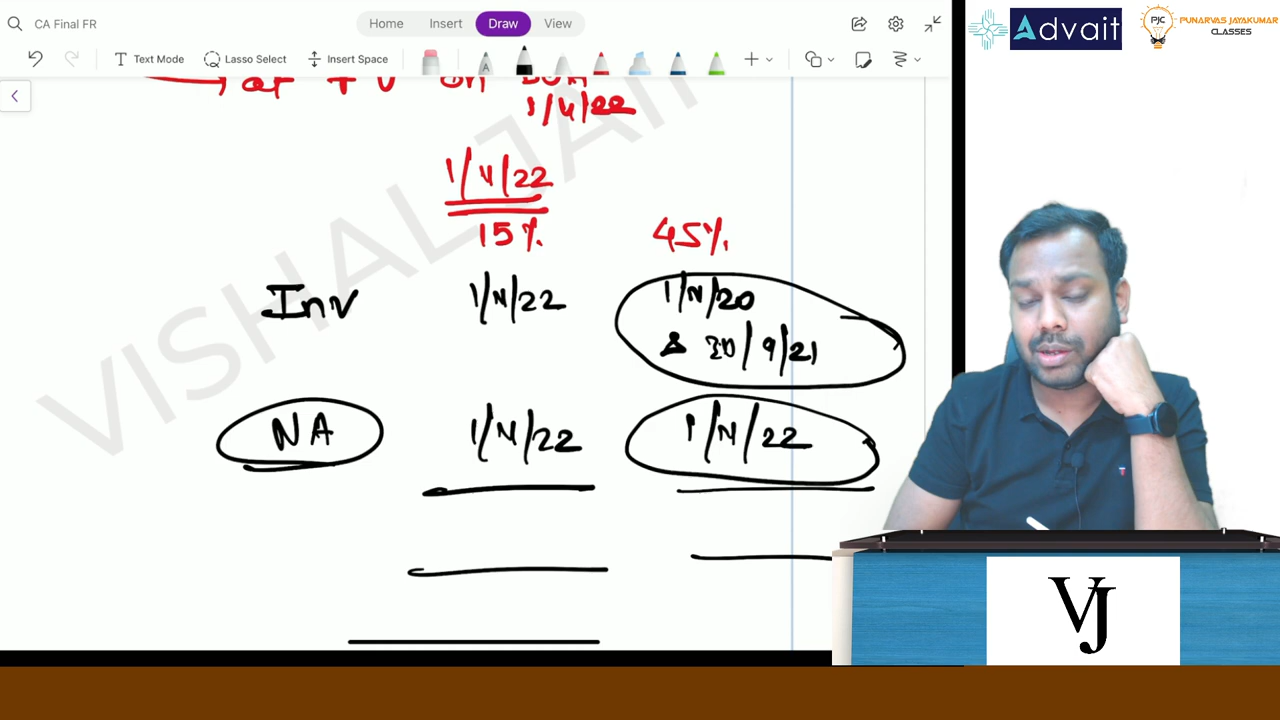 CA Final FR
Home Insert Draw View
Advait
PJC
PUNARVAS JAYAKUMAR
CLASSES
Text Mode Lasso Select Insert Space
on
1/4/22
VISHAL JAIN
1/4/22
15% 45%
Inv 1/4/22 1/4/20
& 30/9/21
NA 1/4/22 1/4/22
VJ